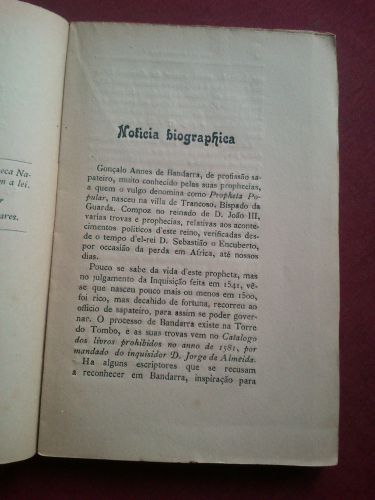 eca Na-
em a lei.
ares.
Noticia biographica
Gonçalo Annes de Bandarra, de profissão sa-
pateiro, muito conhecido pelas suas prophecias,
a quem o vulgo denomina como Propheta Po-
pular, nasceu na villa de Trancoso, Bispado da
Guarda. Compoz no reinado de D. João III,
varias trovas e prophecias, relativas aos aconte-
cimentos politicos d'este reino, verificadas des-
de o tempo d'el-rei D. Sebastião o Encuberto,
por occasião da perda em Africa, até nossos
dias.
Pouco se sabe da vida d'este propheta, mas
no julgamento da Inquisição feita em 1541, vê-
se que nasceu pouco mais ou menos em 1500,
foi rico, mas decahido de fortuna, recorreu ao
officio de sapateiro, para assim se poder gover-
nar. O processo de Bandarra existe na Torre
do Tombo, e as suas trovas vem no Catalogo
dos livros prohibidos no anno de 1581, por
mandado do inquisidor D. Jorge de Almeida.
Ha alguns escriptores que se recusam
a reconhecer em Bandarra, inspiração para